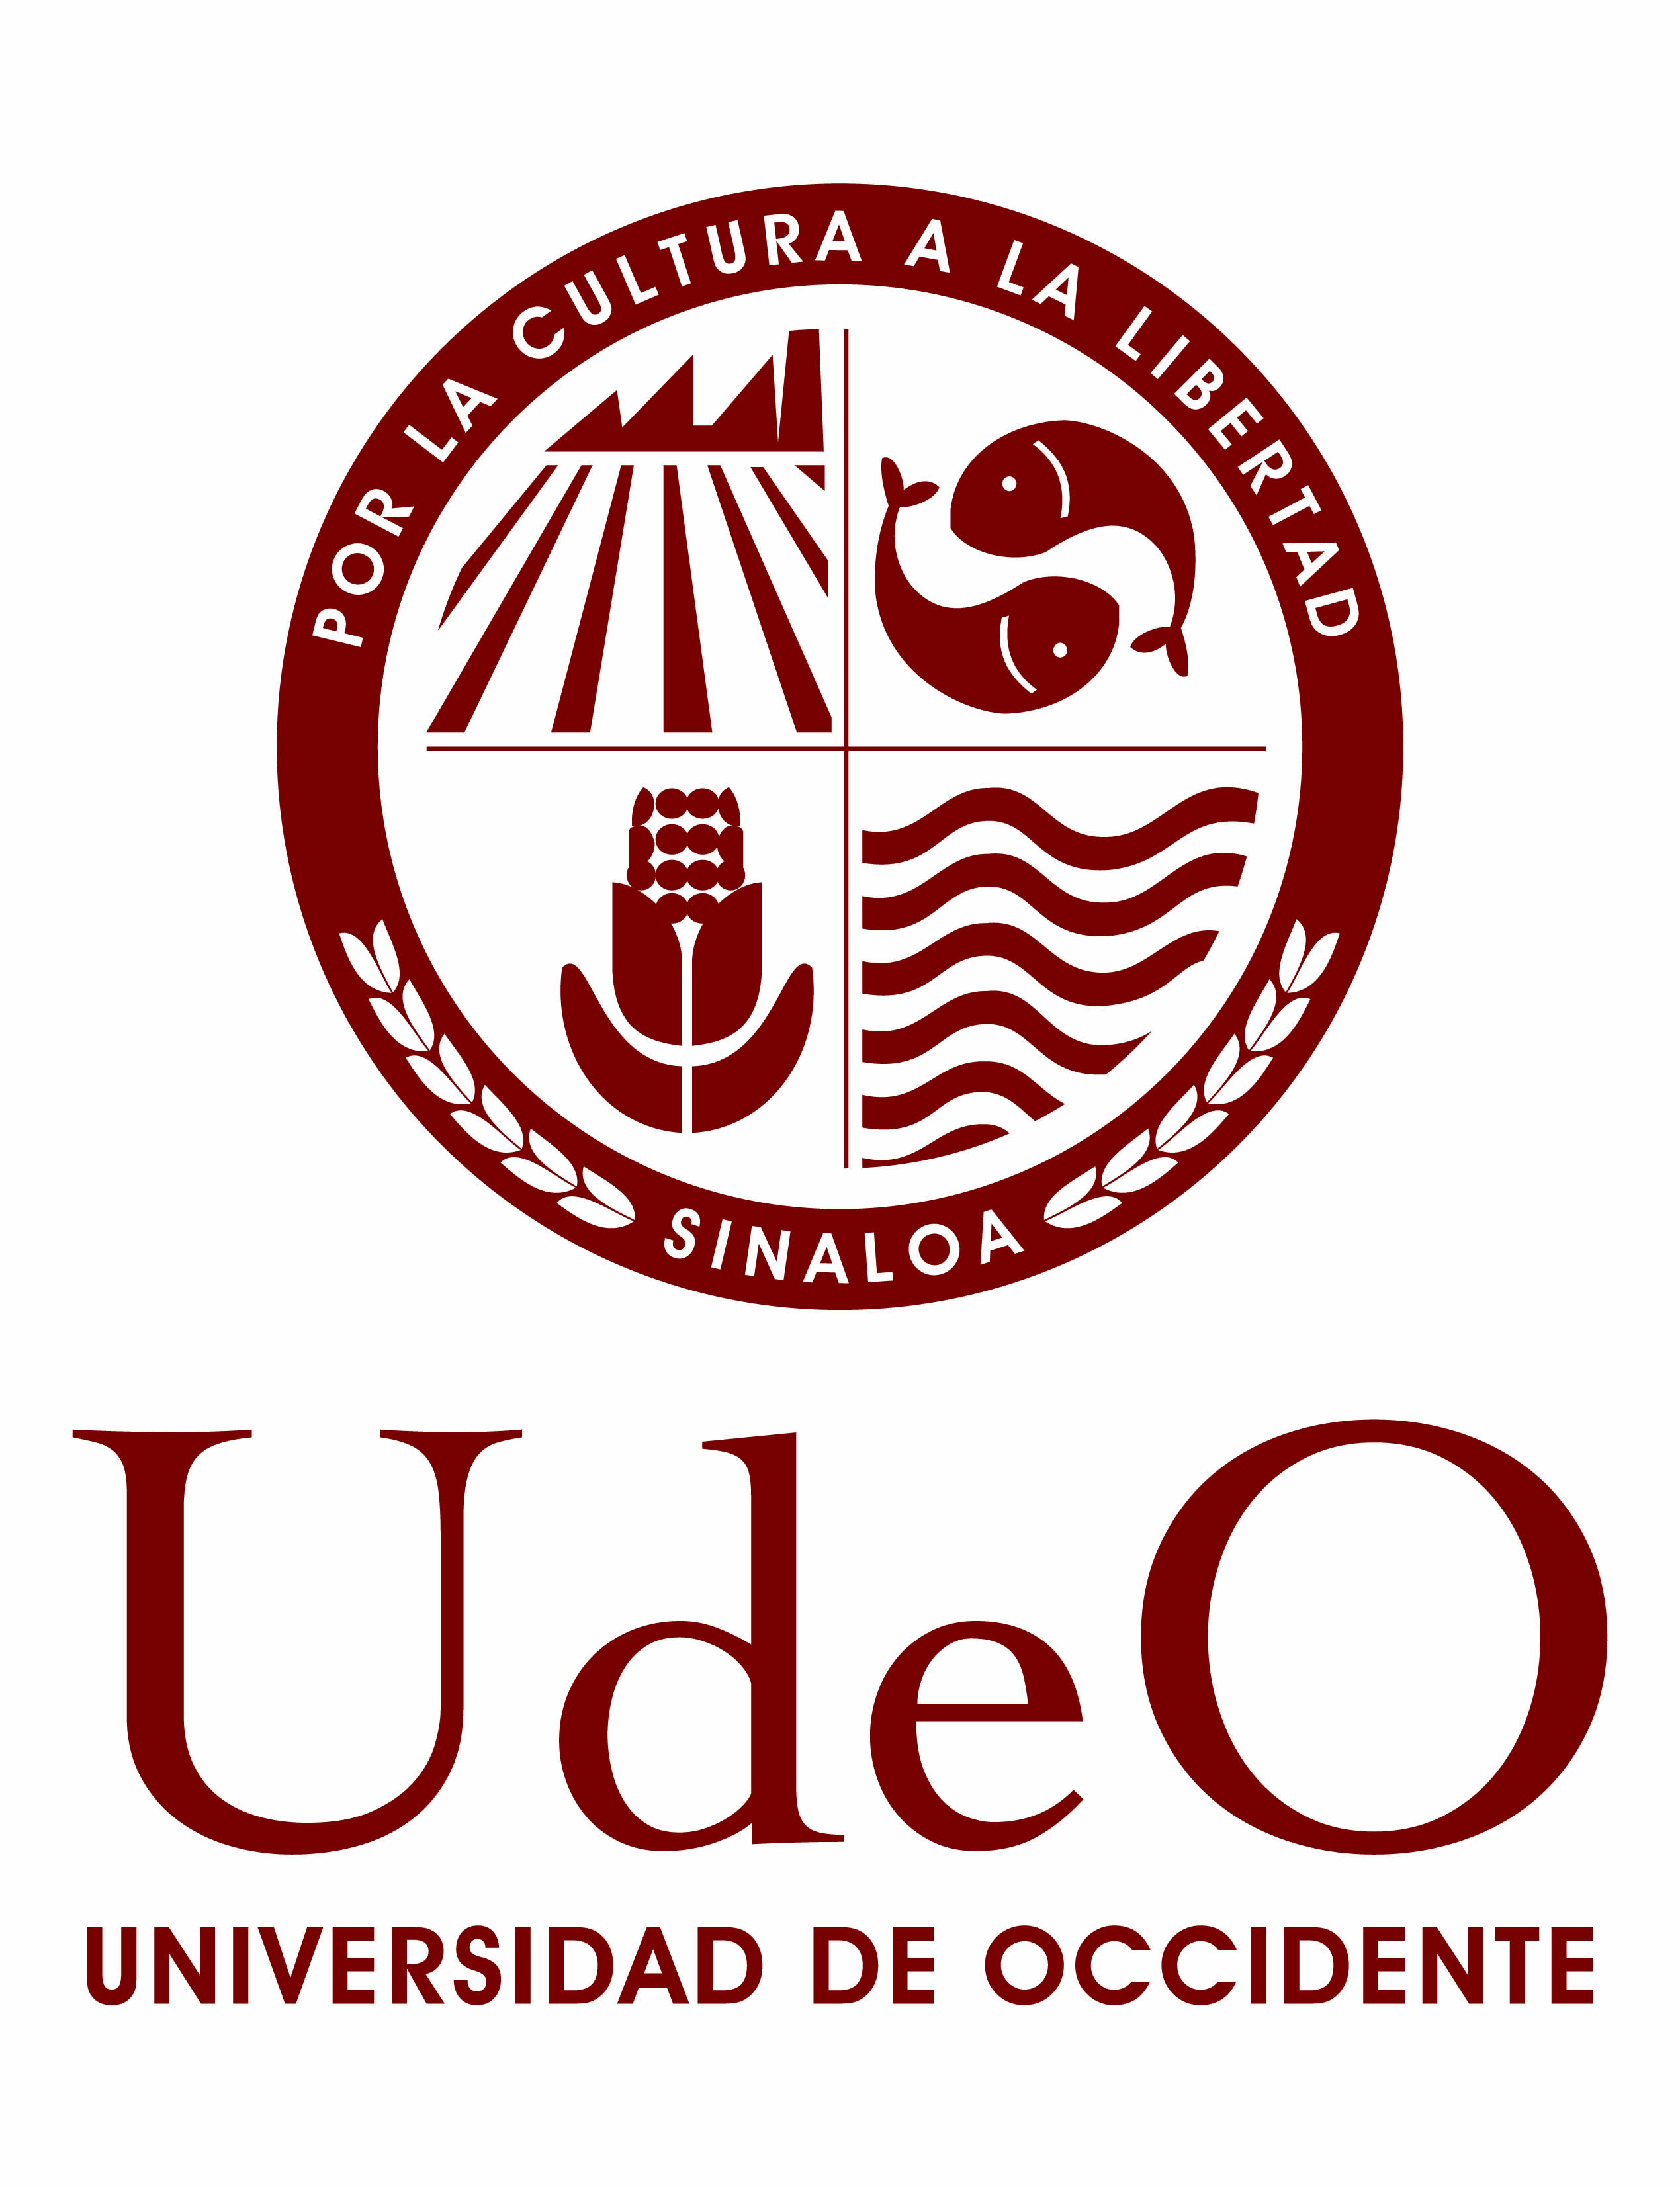 POR LA CULTURA A LA LIBERTAD
SINALOA
UdeO
UNIVERSIDAD DE OCCIDENTE